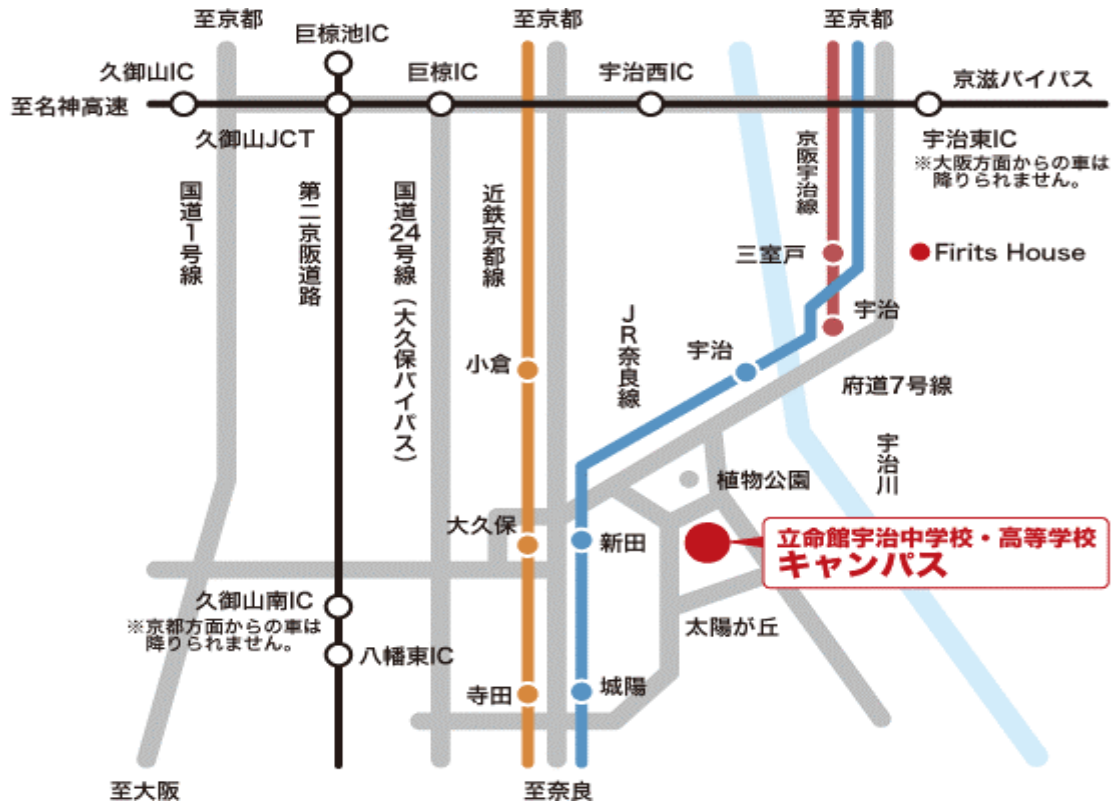 至京都
至京都
至京都
巨椋池IC
久御山IC
巨椋IC
宇治西IC
京滋バイパス
至名神高速
久御山JCT
宇治東IC
※大阪方面からの車は
降りられません。
国道1号線
第二京阪道路
国道24号線（大久保バイパス）
近鉄京都線
京阪宇治線
三室戸
Firits House
JR奈良線
宇治
宇治
小倉
府道7号線
宇治川
植物公園
大久保
新田
立命館宇治中学校・高等学校
キャンパス
久御山南IC
※京都方面からの車は
降りられません。
太陽が丘
八幡東IC
寺田
城陽
至大阪
至奈良